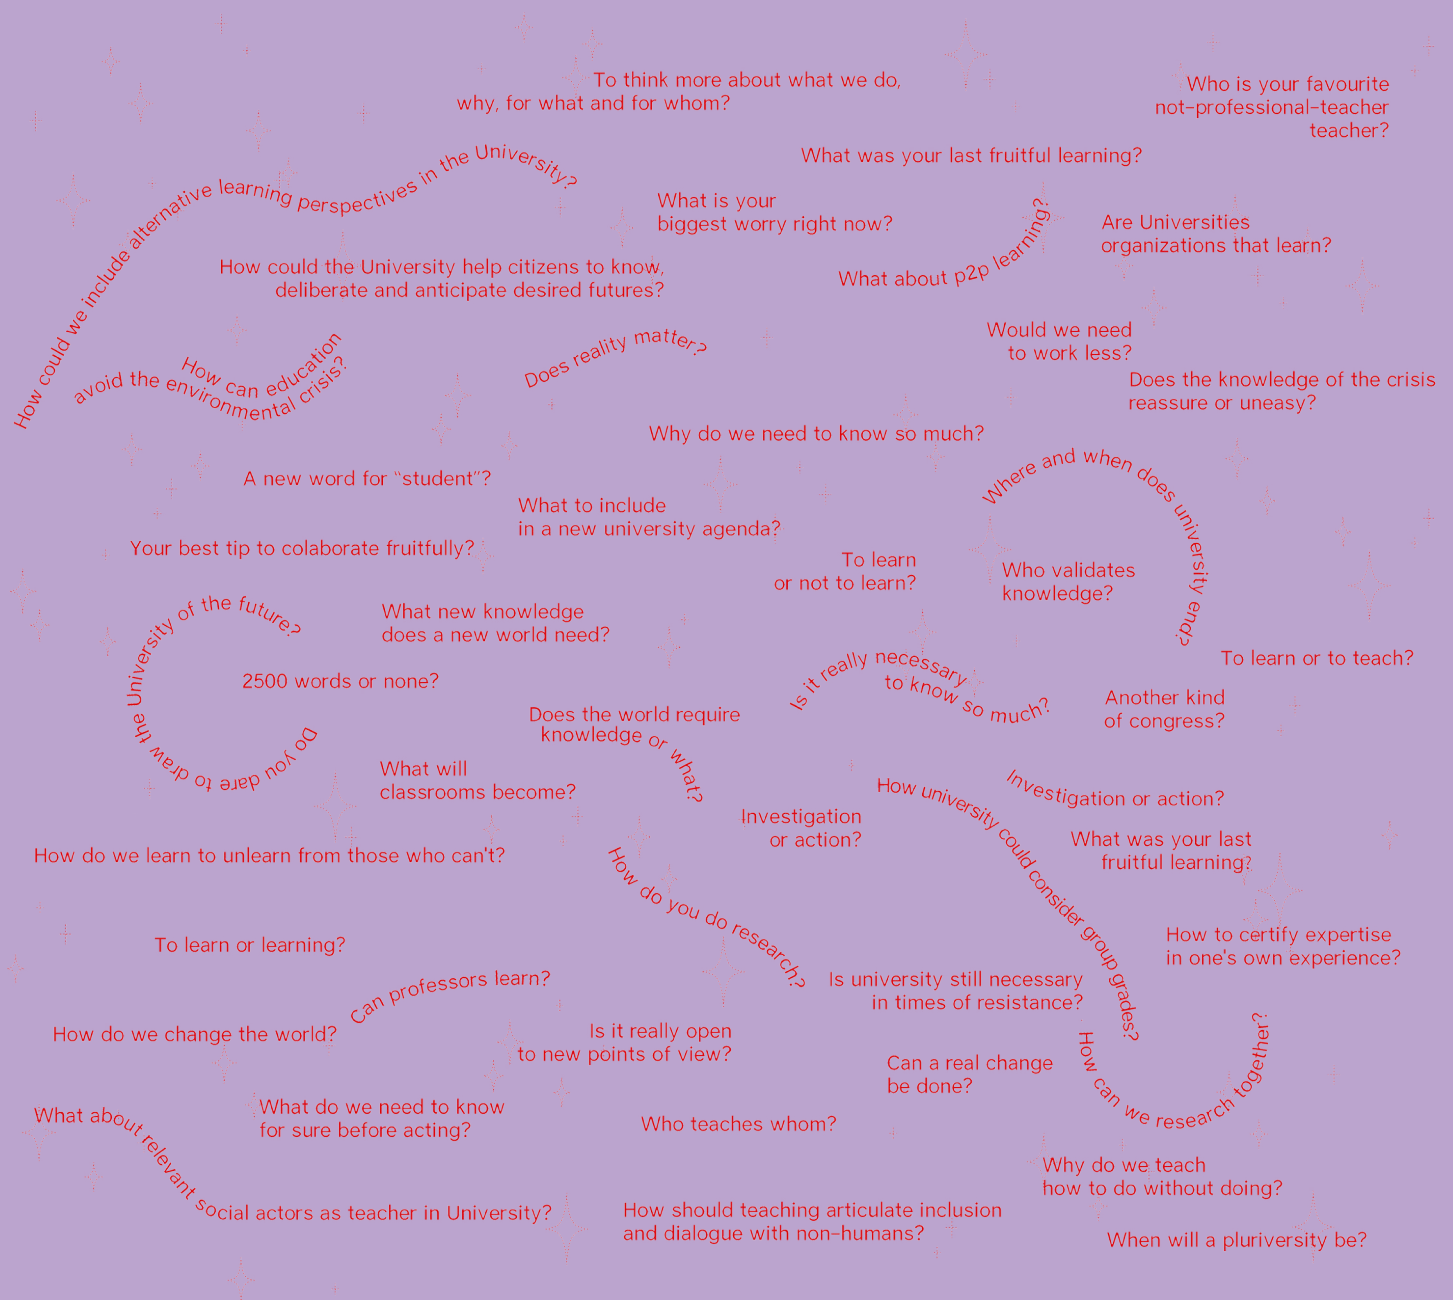 To think more about what we do,
why, for what and for whom?
Who is your favourite
not-professional-teacher
teacher?
What was your last fruitful learning?
How could we include alternative learning perspectives in the University?
What is your
biggest worry right now?
What about p2p learning?
Are Universities
organizations that learn?
How could the University help citizens to know,
deliberate and anticipate desired futures?
Would we need
to work less?
Does reality matter?
How can education
avoid the environmental crisis?
Does the knowledge of the crisis
reassure or uneasy?
Why do we need to know so much?
Where and when does university end?
A new word for “student”?
What to include
in a new university agenda?
Your best tip to colaborate fruitfully?
To learn
or not to learn?
Who validates
knowledge?
Do you dare to draw the University of the future?
What new knowledge
does a new world need?
To learn or to teach?
Is it really necessary
to know so much?
2500 words or none?
Another kind
of congress?
Does the world require
knowledge or what?
What will
classrooms become?
Investigation or action?
How university could consider group grades?
Investigation
or action?
What was your last
fruitful learning?
How do we learn to unlearn from those who can't?
How do you do research?
To learn or learning?
How to certify expertise
in one's own experience?
Can professors learn?
Is university still necessary
in times of resistance?
How do we change the world?
Is it really open
to new points of view?
How can we research together?
Can a real change
be done?
What about relevant social actors as teacher in University?
What do we need to know
for sure before acting?
Who teaches whom?
Why do we teach
how to do without doing?
How should teaching articulate inclusion
and dialogue with non-humans?
When will a pluriversity be?